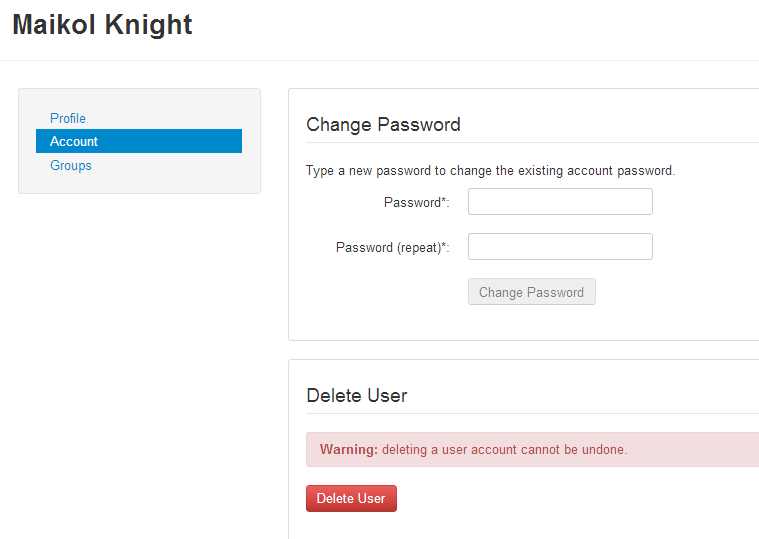 Maikol Knight
Profile
Account
Groups
Change Password
Type a new password to change the existing account password.
Password*:
Password (repeat)*:
Change Password
Delete User
Warning: deleting a user account cannot be undone.
Delete User